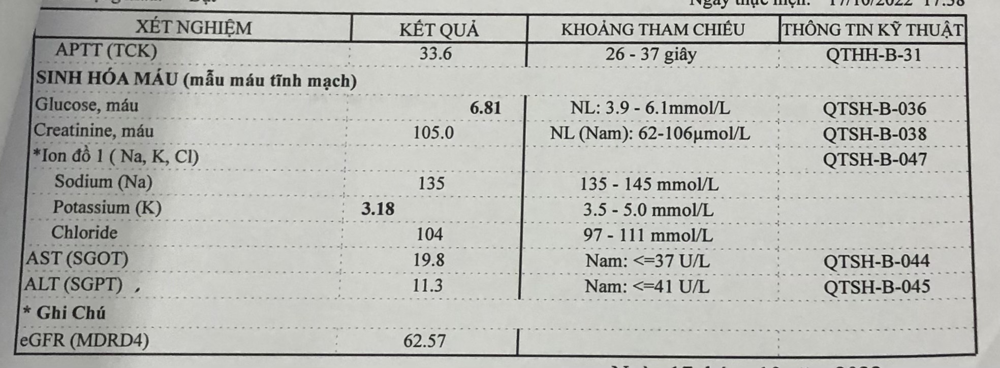 Ngày thực hiện: 17/10/2022 17:38
XÉT NGHIỆM KẾT QUẢ KHOẢNG THAM CHIẾU THÔNG TIN KỸ THUẬT
APTT (TCK) 33.6 26 - 37 giây QTHH-B-31
SINH HÓA MÁU (mẫu máu tĩnh mạch)
Glucose, máu 6.81 NL: 3.9 - 6.1mmol/L QTSH-B-036
Creatinine, máu 105.0 NL (Nam): 62-106µmol/L QTSH-B-038
*Ion đồ 1 ( Na, K, Cl) QTSH-B-047
Sodium (Na) 135 135 - 145 mmol/L
Potassium (K) 3.18 3.5 - 5.0 mmol/L
Chloride 104 97 - 111 mmol/L
AST (SGOT) 19.8 Nam: <=37 U/L QTSH-B-044
ALT (SGPT) 11.3 Nam: <=41 U/L QTSH-B-045
* Ghi Chú
eGFR (MDRD4) 62.57